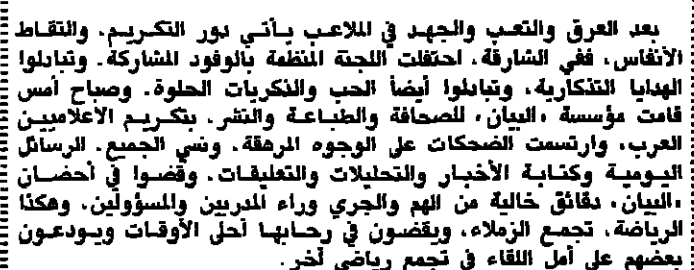 بعد العرق والتعب والجهد في الملاعب يأتي دور التكريم، والتقاط
الأنفاس، ففي الشارقة، احتفلت اللجنة المنظمة بالوفود المشاركة، وتبادلوا
الهدايا التذكارية، وتبادلوا أيضاً الحب والذكريات الحلوة. وصباح أمس
قامت مؤسسة «البيان» للصحافة والطباعة والنشر، بتكريم الاعلاميين
العرب، وارتسمت الضحكات على الوجوه المرهقة، ونسي الجميع، الرسائل
اليومية وكتابة الأخبار والتحليلات والتعليقات، وقضوا في أحضان
«البيان» دقائق خالية من الهم والجري وراء المدربين والمسؤولين، وهكذا
الرياضة، تجمع الزملاء، ويقضون في رحابها أحلى الأوقات ويودعون
بعضهم على أمل اللقاء في تجمع رياضي آخر.